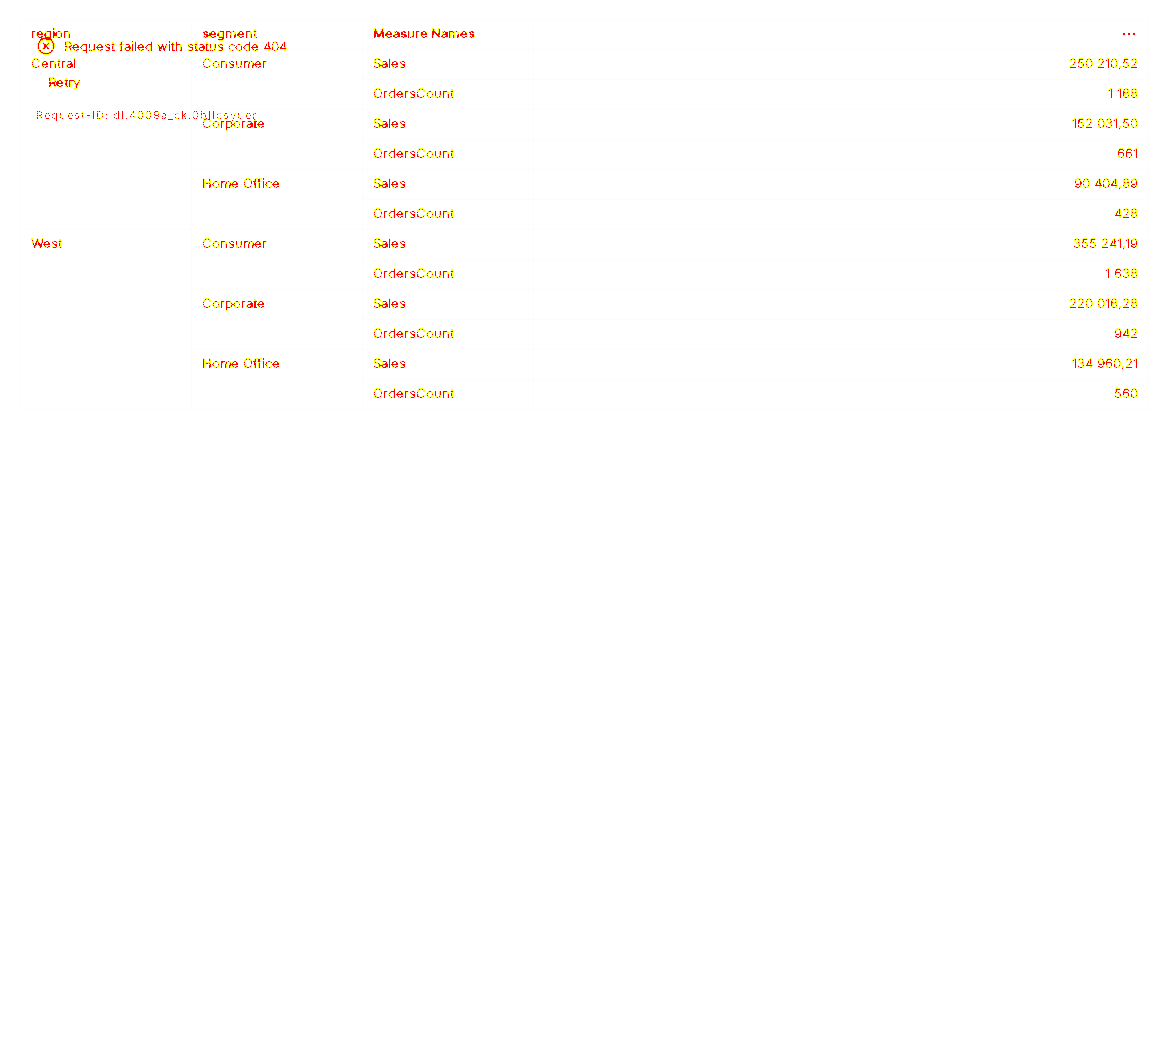 region segment Measure Names ...
Request failed with status code 404
Central Consumer Sales 250 210,52
Retry
OrdersCount 1 168
Request-ID: dl.4009a_ck.
Corporate Sales 152 031,50
OrdersCount 661
Home Office Sales 90 404,89
OrdersCount 428
West Consumer Sales 355 241,19
OrdersCount 1 638
Corporate Sales 220 018,28
OrdersCount 942
Home Office Sales 134 960,21
OrdersCount 560